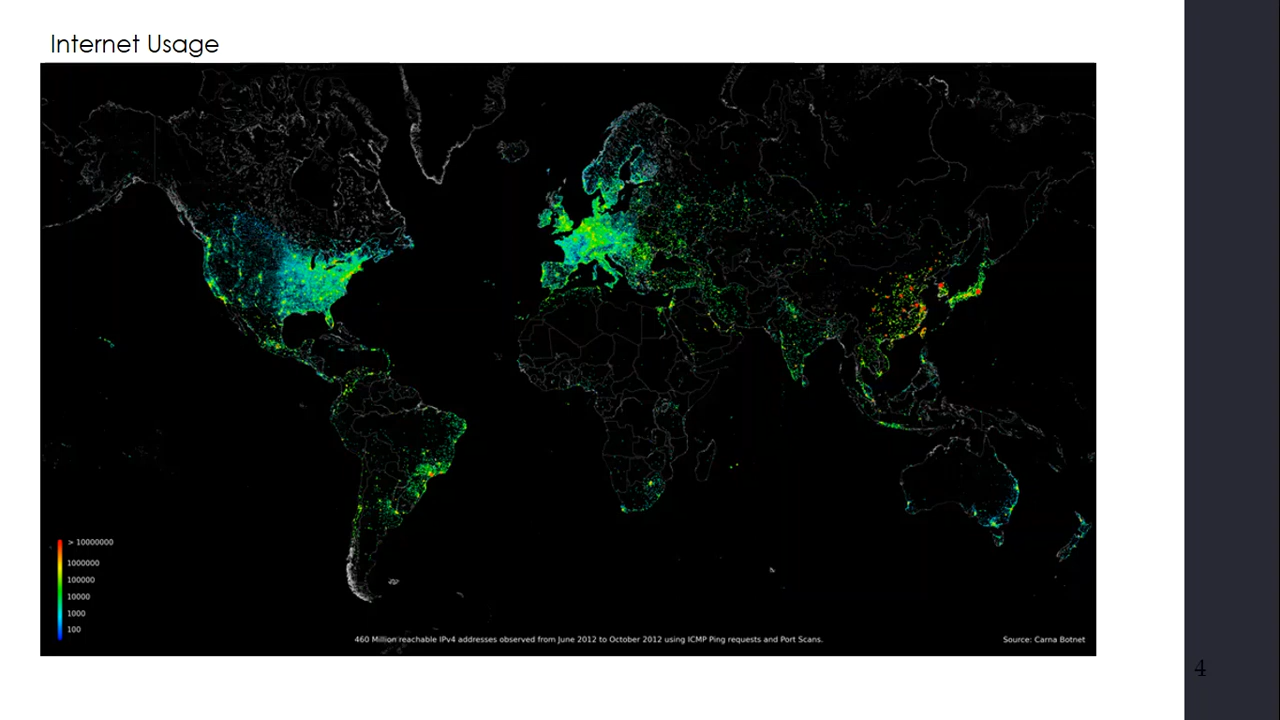 Internet Usage
> 10000000
1000000
100000
10000
1000
100
460 Million reachable IPv4 addresses observed from June 2012 to October 2012 using ICMP Ping requests and Port Scans.
Source: Carna Botnet
4